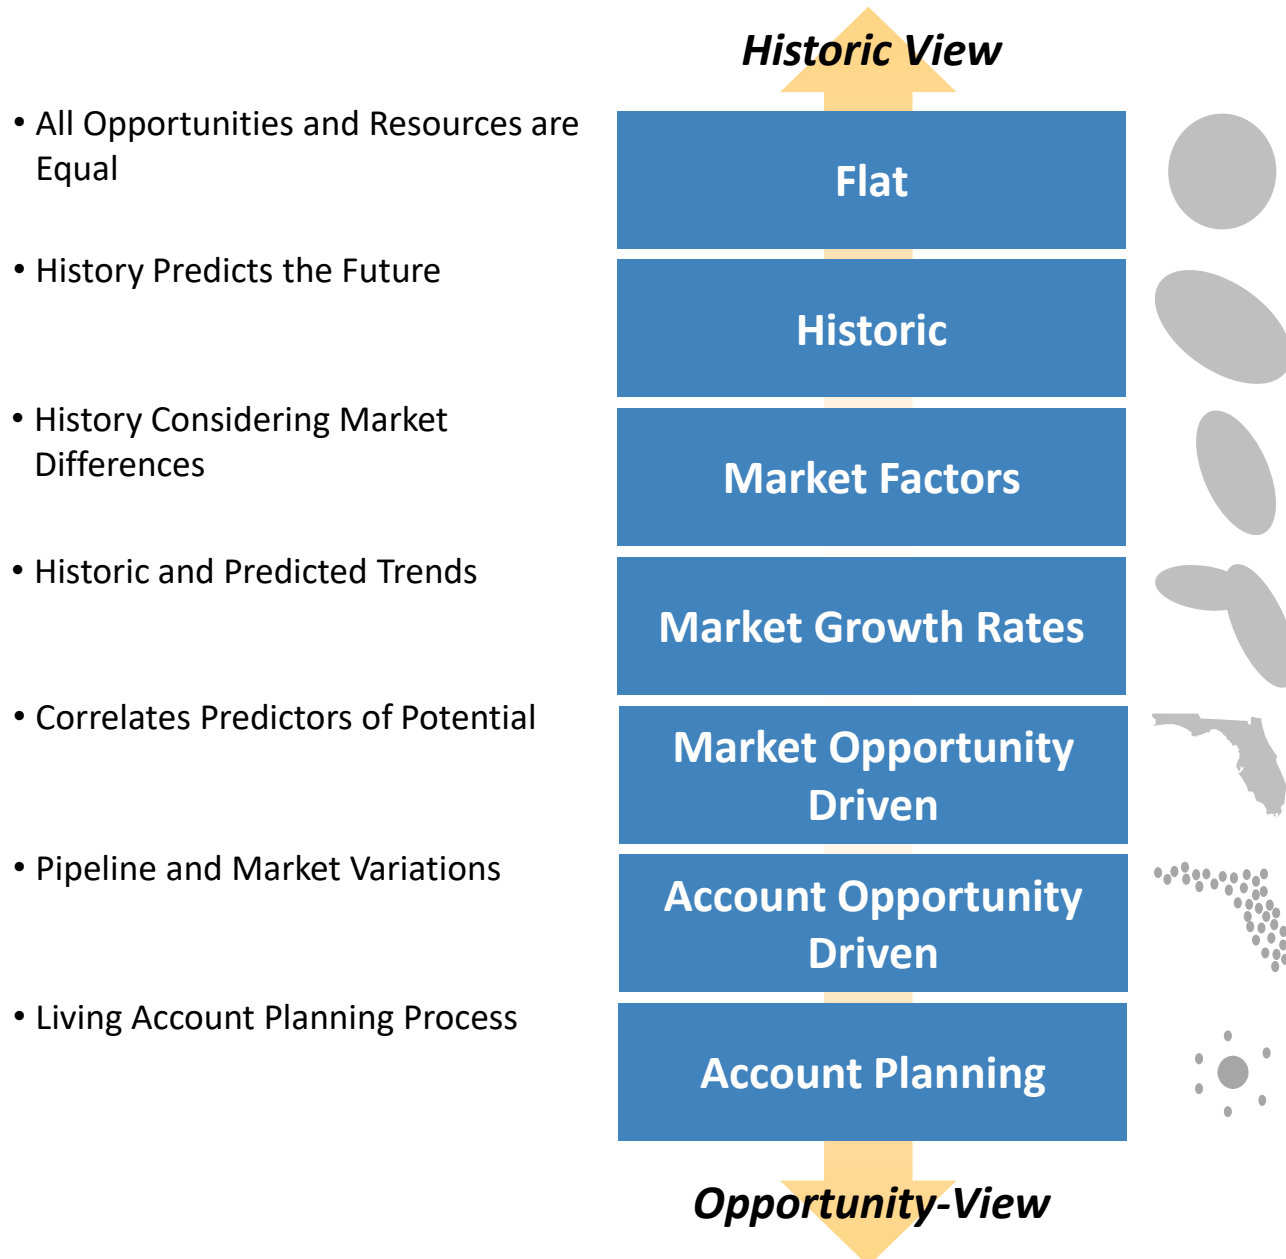 Historic View
• All Opportunities and Resources are
Equal
Flat
• History Predicts the Future
Historic
• History Considering Market
Differences
Market Factors
• Historic and Predicted Trends
Market Growth Rates
• Correlates Predictors of Potential
Market Opportunity
Driven
• Pipeline and Market Variations
Account Opportunity
Driven
• Living Account Planning Process
Account Planning
Opportunity-View